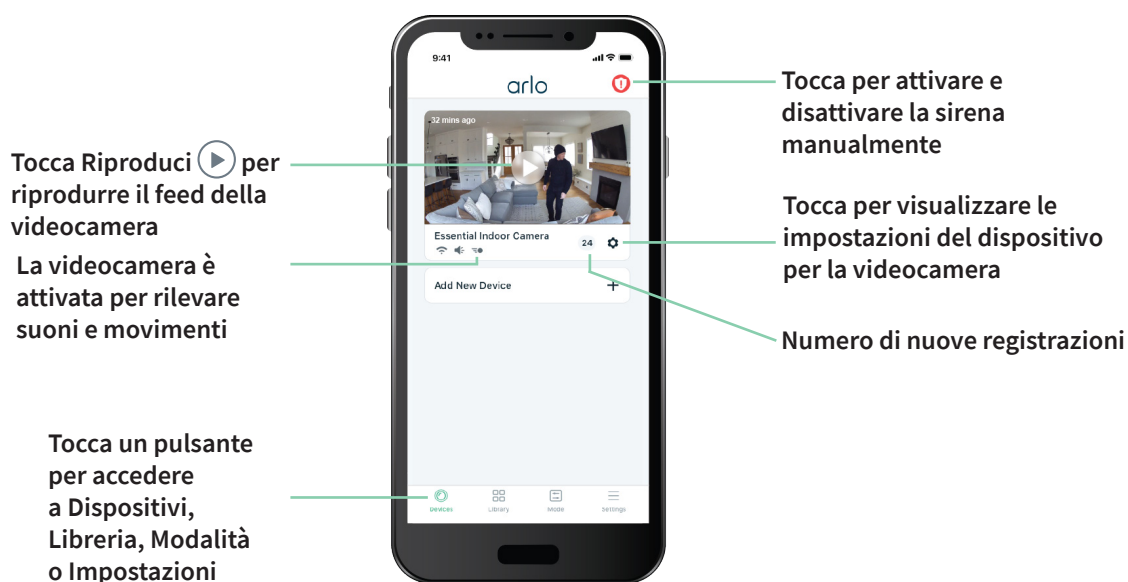 9:41
arlo
Tocca per attivare e
disattivare la sirena
manualmente
32 mins ago
Tocca Riproduci per
riprodurre il feed della
videocamera
Tocca per visualizzare le
impostazioni del dispositivo
per la videocamera
Essential Indoor Camera
24
La videocamera è
attivata per rilevare
suoni e movimenti
Add New Device
Numero di nuove registrazioni
Tocca un pulsante
per accedere
a Dispositivi,
Libreria, Modalità
o Impostazioni
Devices
Library
Mode
Settings